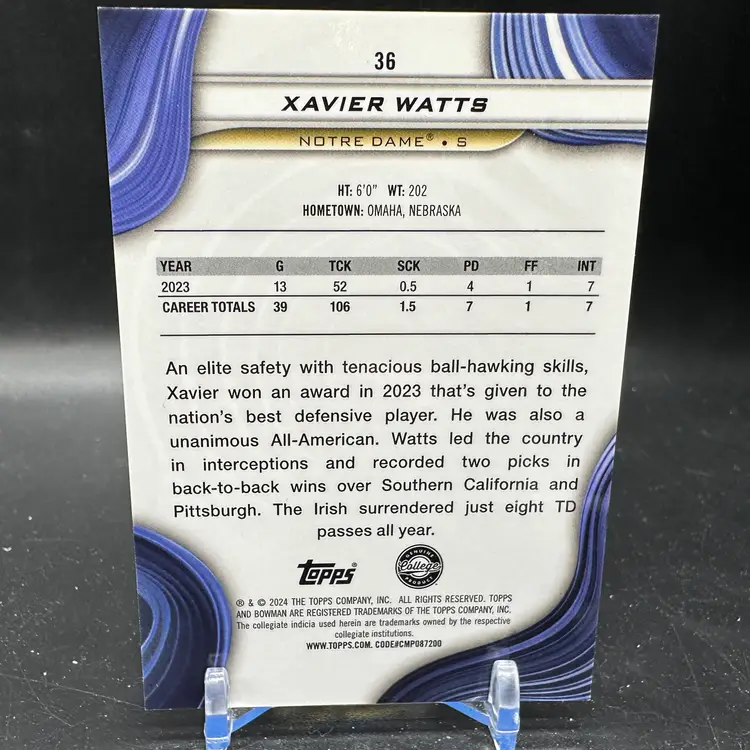 36
XAVIER WATTS
NOTRE DAME® • S
HT: 6'0" WT: 202
HOMETOWN: OMAHA, NEBRASKA
YEAR G TCK SCK PD FF INT
2023 13 52 0.5 4 1 7
CAREER TOTALS 39 106 1.5 7 1 7
An elite safety with tenacious ball-hawking skills,
Xavier won an award in 2023 that's given to the
nation's best defensive player. He was also a
unanimous All-American. Watts led the country
in interceptions and recorded two picks in
back-to-back wins over Southern California and
Pittsburgh. The Irish surrendered just eight TD
passes all year.
topps®
GENUINE
College
PRODUCT
® & © 2024 THE TOPPS COMPANY, INC. ALL RIGHTS RESERVED. TOPPS
AND BOWMAN ARE REGISTERED TRADEMARKS OF THE TOPPS COMPANY, INC.
The collegiate indicia used herein are trademarks owned by the respective
collegiate institutions.
WWW.TOPPS.COM. CODE#CMP087200